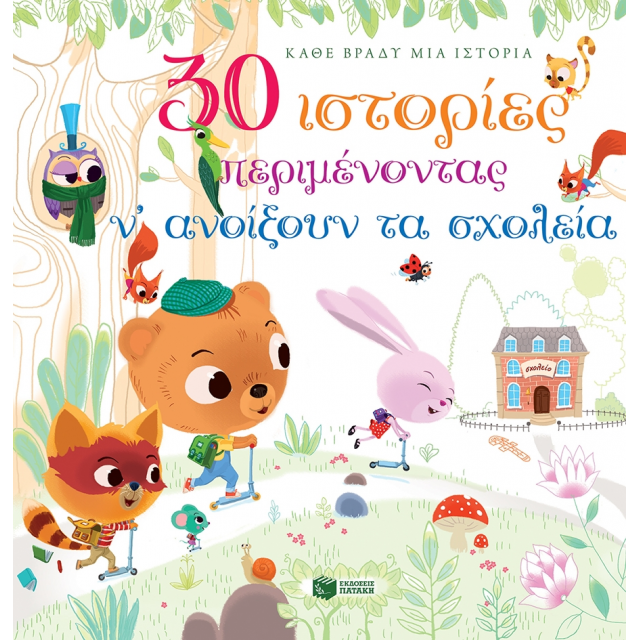 ΚΑΘΕ ΒΡΑΔΥ ΜΙΑ ΙΣΤΟΡΙΑ
30 ιστορίες
περιμένοντας
ν' ανοίξουν τα σχολεία
σχολείο
ΕΚΔΟΣΕΙΣ
ΠΑΤΑΚΗ